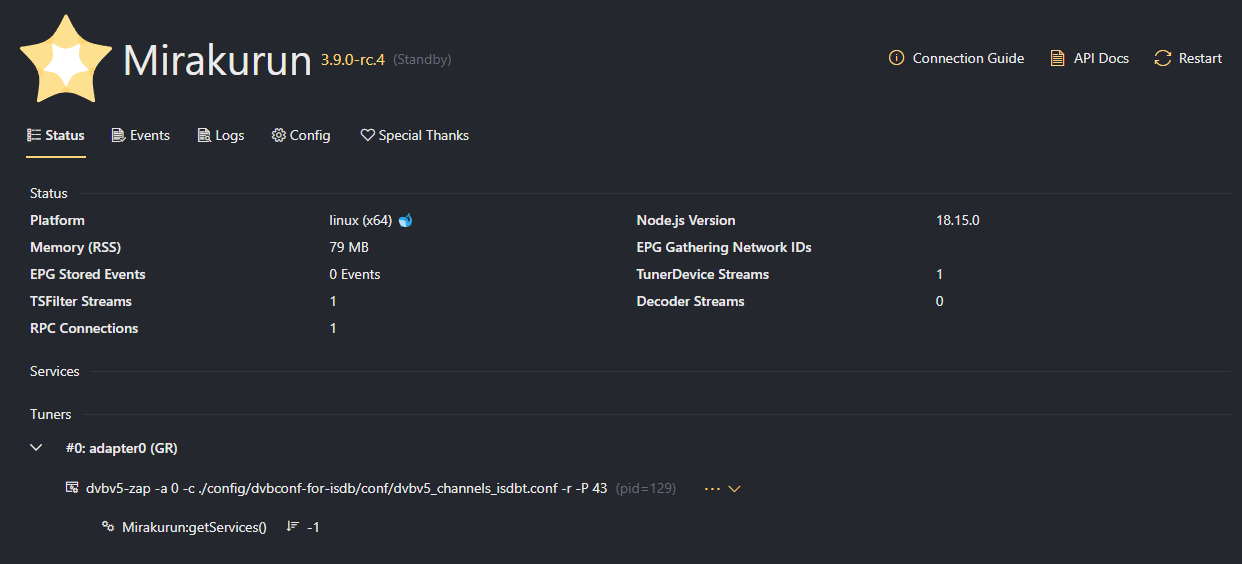 Mirakurun 3.9.0-rc.4 (Standby)
Connection Guide API Docs Restart
Status Events Logs Config Special Thanks
Status
Platform linux (x64) Node.js Version 18.15.0
Memory (RSS) 79 MB EPG Gathering Network IDs
EPG Stored Events 0 Events TunerDevice Streams 1
TSFilter Streams 1 Decoder Streams 0
RPC Connections 1
Services
Tuners
#0: adapter0 (GR)
dvbv5-zap -a 0 -c ./config/dvbconf-for-isdb/conf/dvbv5_channels_isdbt.conf -r -P 43 (pid=129)
Mirakurun:getServices() -1